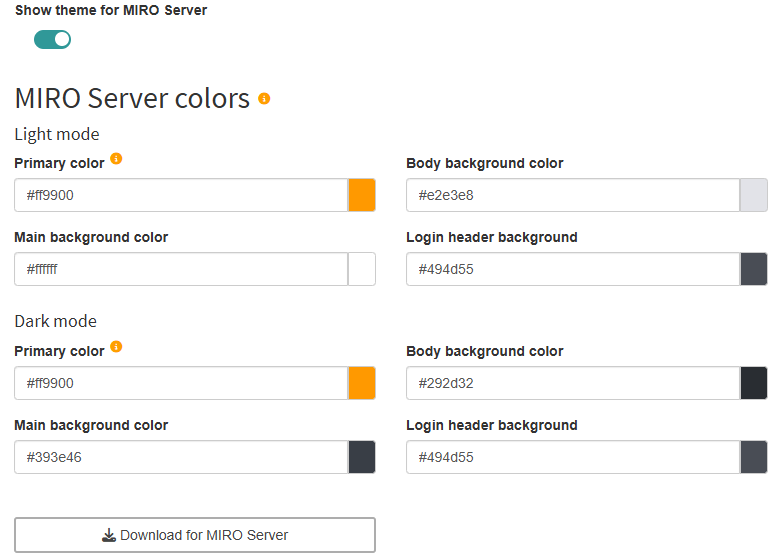 Show theme for MIRO Server
MIRO Server colors
Light mode
Primary color
Body background color
#ff9900
#e2e3e8
Main background color
Login header background
#ffffff
#494d55
Dark mode
Primary color
Body background color
#ff9900
#292d32
Main background color
Login header background
#393e46
#494d55
Download for MIRO Server